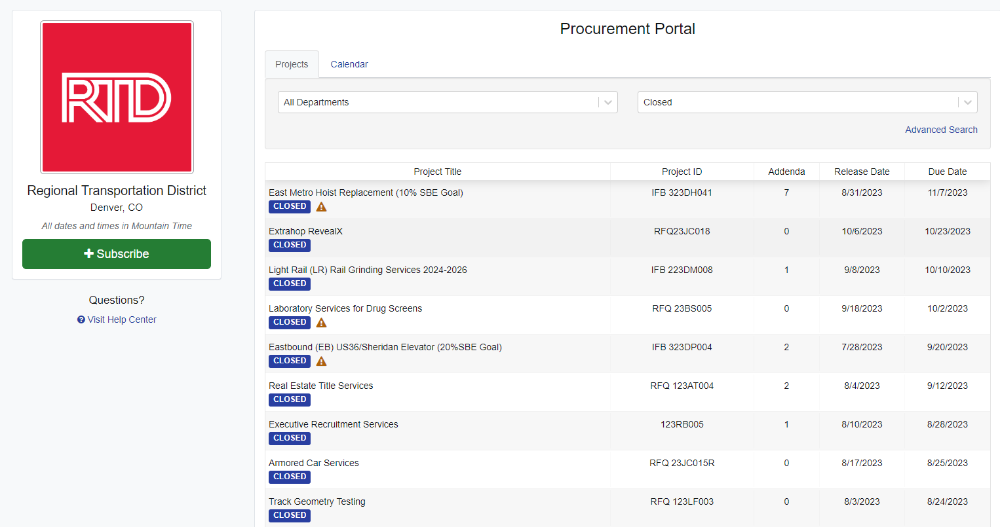 RTD
Regional Transportation District
Denver, CO
All dates and times in Mountain Time
Subscribe
Questions?
Visit Help Center
Procurement Portal
Projects Calendar
All Departments Closed
Advanced Search
Project Title Project ID Addenda Release Date Due Date
East Metro Hoist Replacement (10% SBE Goal) IFB 323DH041 7 8/31/2023 11/7/2023
CLOSED
Extrahop RevealX RFQ23JC018 0 10/6/2023 10/23/2023
CLOSED
Light Rail (LR) Rail Grinding Services 2024-2026 IFB 223DM008 1 9/8/2023 10/10/2023
CLOSED
Laboratory Services for Drug Screens RFQ 23BS005 0 9/18/2023 10/2/2023
CLOSED
Eastbound (EB) US36/Sheridan Elevator (20%SBE Goal) IFB 323DP004 2 7/28/2023 9/20/2023
CLOSED
Real Estate Title Services RFQ 123AT004 2 8/4/2023 9/12/2023
CLOSED
Executive Recruitment Services 123RB005 1 8/10/2023 8/28/2023
CLOSED
Armored Car Services RFQ 23JC015R 0 8/17/2023 8/25/2023
CLOSED
Track Geometry Testing RFQ 123LF003 0 8/3/2023 8/24/2023
CLOSED